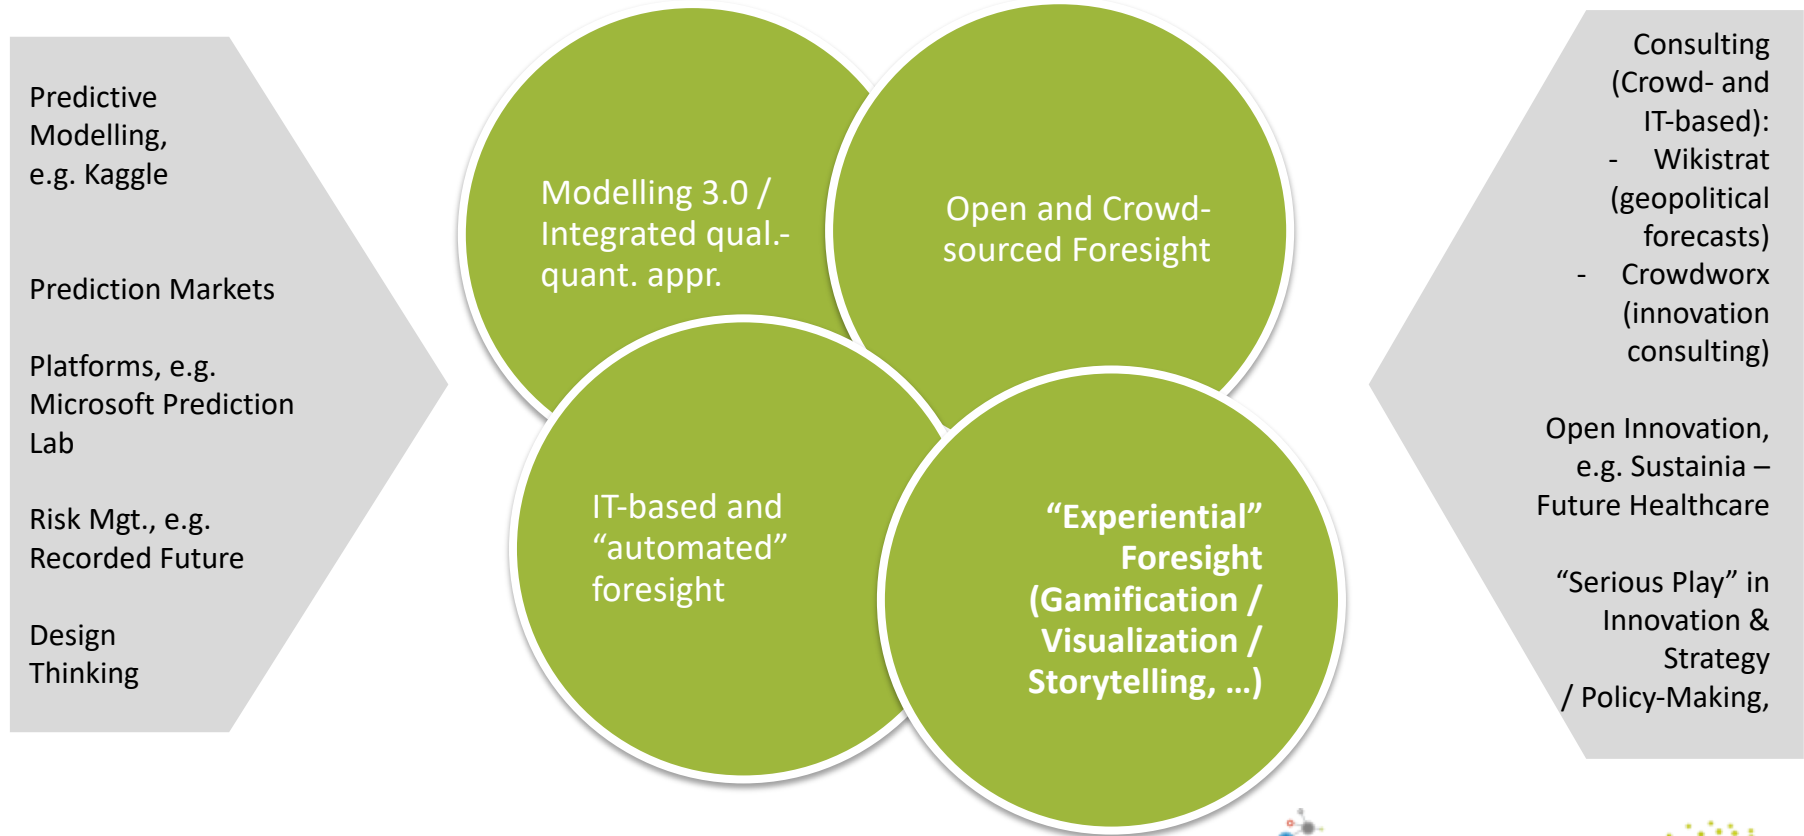 Predictive
Modelling,
e.g. Kaggle
Prediction Markets
Platforms, e.g.
Microsoft Prediction
Lab
Risk Mgt., e.g.
Recorded Future
Design
Thinking
Modelling 3.0 /
Integrated qual.-
quant. appr.
Open and Crowd-
sourced Foresight
IT-based and
“automated”
foresight
“Experiential”
Foresight
(Gamification /
Visualization /
Storytelling, …)
Consulting
(Crowd- and
IT-based):
- Wikistrat
(geopolitical
forecasts)
- Crowdworx
(innovation
consulting)
Open Innovation,
e.g. Sustainia –
Future Healthcare
“Serious Play” in
Innovation &
Strategy
/ Policy-Making,